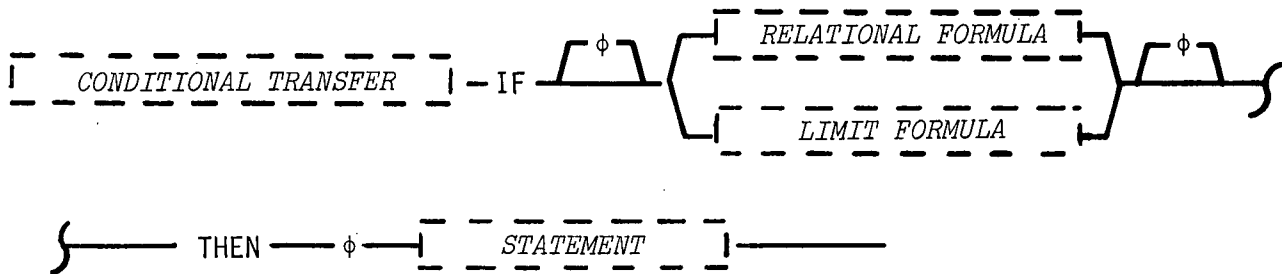 ϕ
RELATIONAL FORMULA
ϕ
CONDITIONAL TRANSFER
IF
LIMIT FORMULA
THEN ϕ STATEMENT